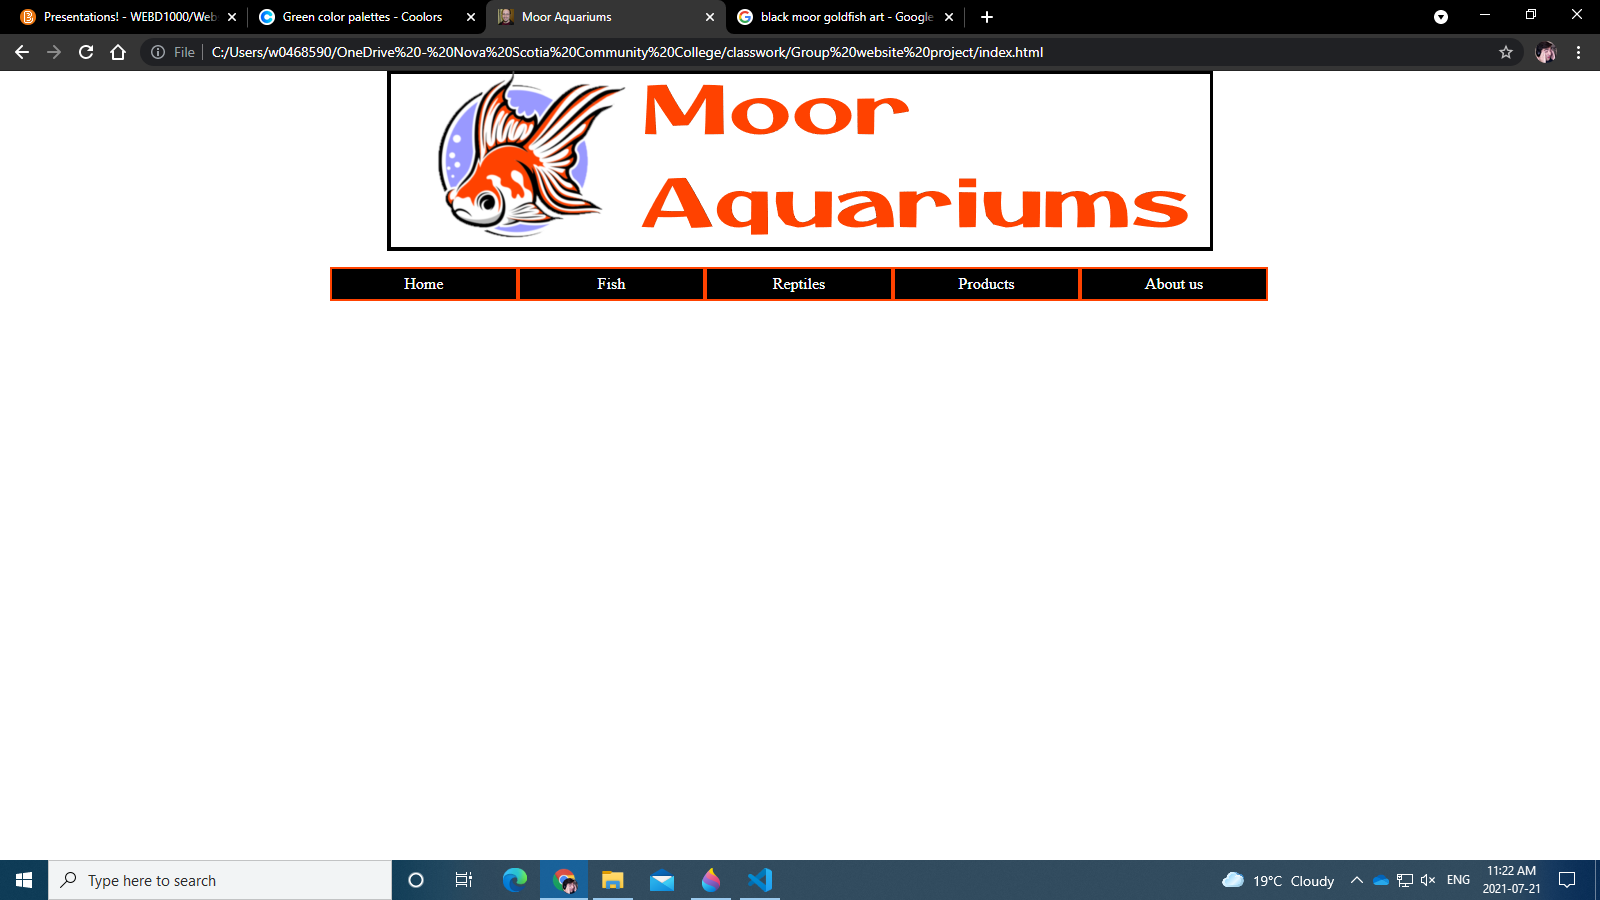 Presentations! - WEBD1000/Web
Green color palettes - Coolors
Moor Aquariums
black moor goldfish art - Google
File
C:/Users/w0468590/OneDrive%20-%20Nova%20Scotia%20Community%20College/classwork/Group%20website%20project/index.html
Moor
Aquariums
Home
Fish
Reptiles
Products
About us
Type here to search
19°C Cloudy
ENG
11:22 AM
2021-07-21